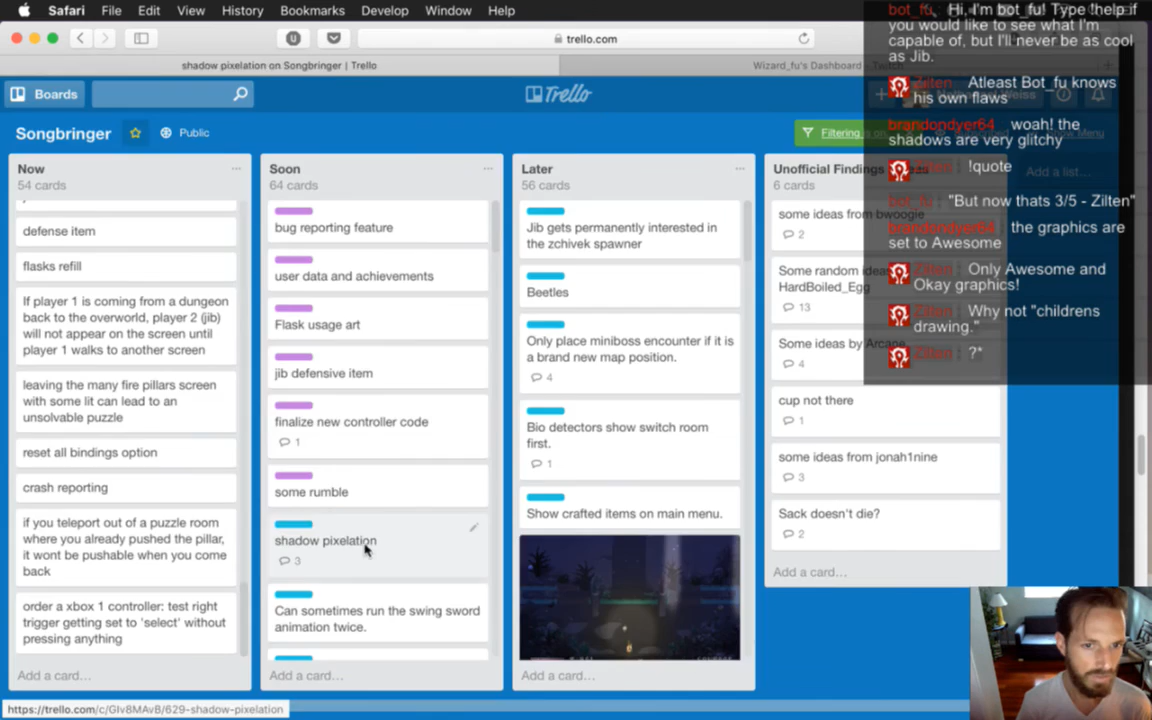 Safari File Edit View History Bookmarks Develop Window Help
trello.com
shadow pixelation on Songbringer | Trello
Wizard_fu's Dashboard - Twitch
Boards
Trello
Weiss
Songbringer
Public
Filtering is on
Show Menu
Now
54 cards
defense item
flasks refill
If player 1 is coming from a dungeon
back to the overworld, player 2 (jib)
will not appear on the screen until
player 1 walks to another screen
leaving the many fire pillars screen
with some lit can lead to an
unsolvable puzzle
reset all bindings option
crash reporting
if you teleport out of a puzzle room
where you already pushed the pillar,
it wont be pushable when you come
back
order a xbox 1 controller: test right
trigger getting set to 'select' without
pressing anything
Add a card…
Soon
64 cards
bug reporting feature
user data and achievements
Flask usage art
jib defensive item
finalize new controller code
1
some rumble
shadow pixelation
3
Can sometimes run the swing sword
animation twice.
Add a card…
Later
56 cards
Jib gets permanently interested in
the zchivek spawner
Beetles
Only place miniboss encounter if it is
a brand new map position.
4
Bio detectors show switch room
first.
1
Show crafted items on main menu.
Add a card…
Unofficial Findings
6 cards
some ideas from bwoogie
2
Some random ideas
HardBoiled_Egg
13
Some ideas by Arcane
4
cup not there
1
some ideas from jonah1nine
3
Sack doesn't die?
2
Add a card…
Add a list…
bot_fu: Hi, I'm bot_fu! Type !help if
you would like to see what I'm
capable of, but I'll never be as cool
as Jib.
Zilten: Atleast Bot_fu knows
his own flaws
brandondyer64: woah! the
shadows are very glitchy
Zilten: !quote
bot_fu: "But now thats 3/5 - Zilten"
brandondyer64: the graphics are
set to Awesome
Zilten: Only Awesome and
Okay graphics!
Zilten: Why not "childrens
drawing."
Zilten: ?*
https://trello.com/c/GIv8MAvB/629-shadow-pixelation